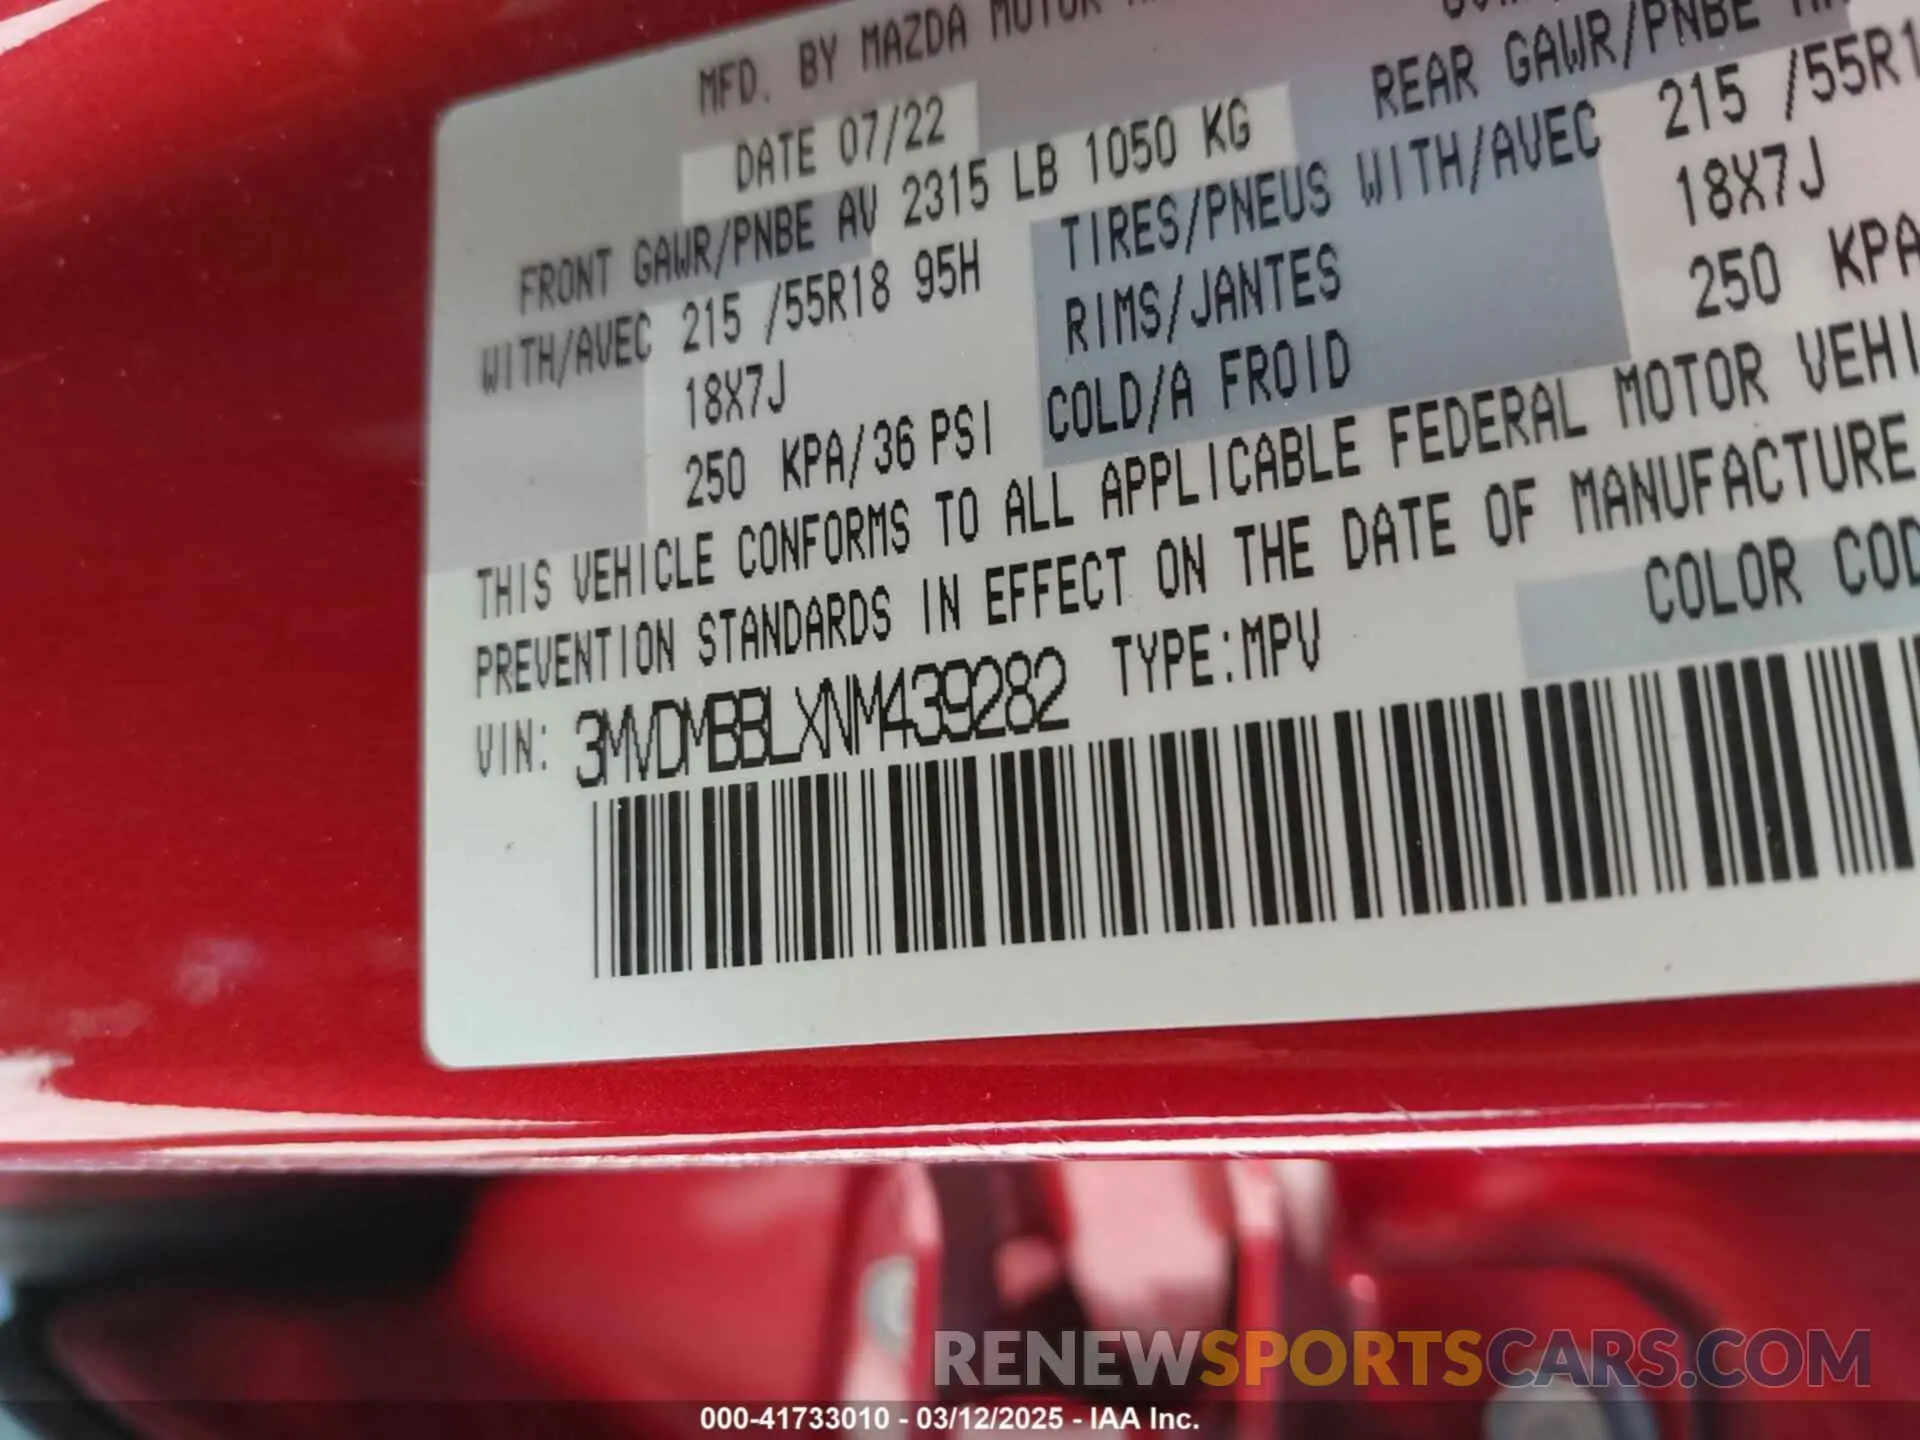 MFD. BY MAZDA MOTOR
DATE 07/22
FRONT GAWR/PNBE AV 2315 LB 1050 KG
REAR GAWR/PNBE
WITH/AVEC 215 /55R18 95H TIRES/PNEUS WITH/AVEC 215 /55R1
18X7J RIMS/JANTES 18X7J
250 KPA/36 PSI COLD/A FROID 250 KPA
THIS VEHICLE CONFORMS TO ALL APPLICABLE FEDERAL MOTOR VEHI
PREVENTION STANDARDS IN EFFECT ON THE DATE OF MANUFACTURE
VIN: 3MVDMBBLXNM439282 TYPE:MPV COLOR COD
RENEWSPORTSCARS.COM
000-41733010 - 03/12/2025 - IAA Inc.